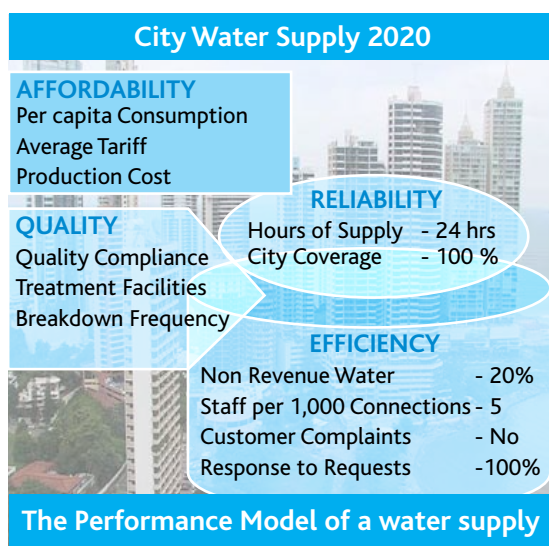 City Water Supply 2020
AFFORDABILITY
Per capita Consumption
Average Tariff
Production Cost
RELIABILITY
Hours of Supply - 24 hrs
City Coverage - 100 %
QUALITY
Quality Compliance
Treatment Facilities
Breakdown Frequency
EFFICIENCY
Non Revenue Water - 20%
Staff per 1,000 Connections - 5
Customer Complaints - No
Response to Requests -100%
The Performance Model of a water supply